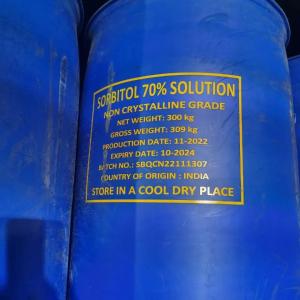 SORBITOL 70% SOLUTION
NON CRYSTALLINE GRADE
NET WEIGHT: 300 kg
GROSS WEIGHT: 309 kg
PRODUCTION DATE: 11-2022
EXPIRY DATE: 10-2024
BATCH NO.: SBQCN22111307
COUNTRY OF ORIGIN : INDIA
STORE IN A COOL DRY PLACE